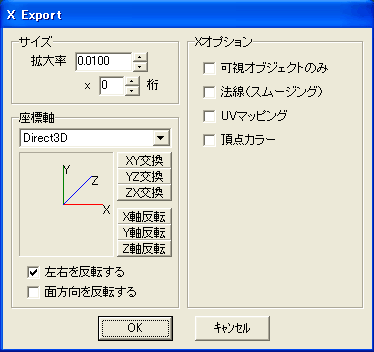 X Export
サイズ
拡大率 0.0100
x 0 桁
座標軸
Direct3D
Y
Z
X
XY交換
YZ交換
ZX交換
X軸反転
Y軸反転
Z軸反転
左右を反転する
面方向を反転する
Xオプション
可視オブジェクトのみ
法線(スムージング)
UVマッピング
頂点カラー
OK
キャンセル